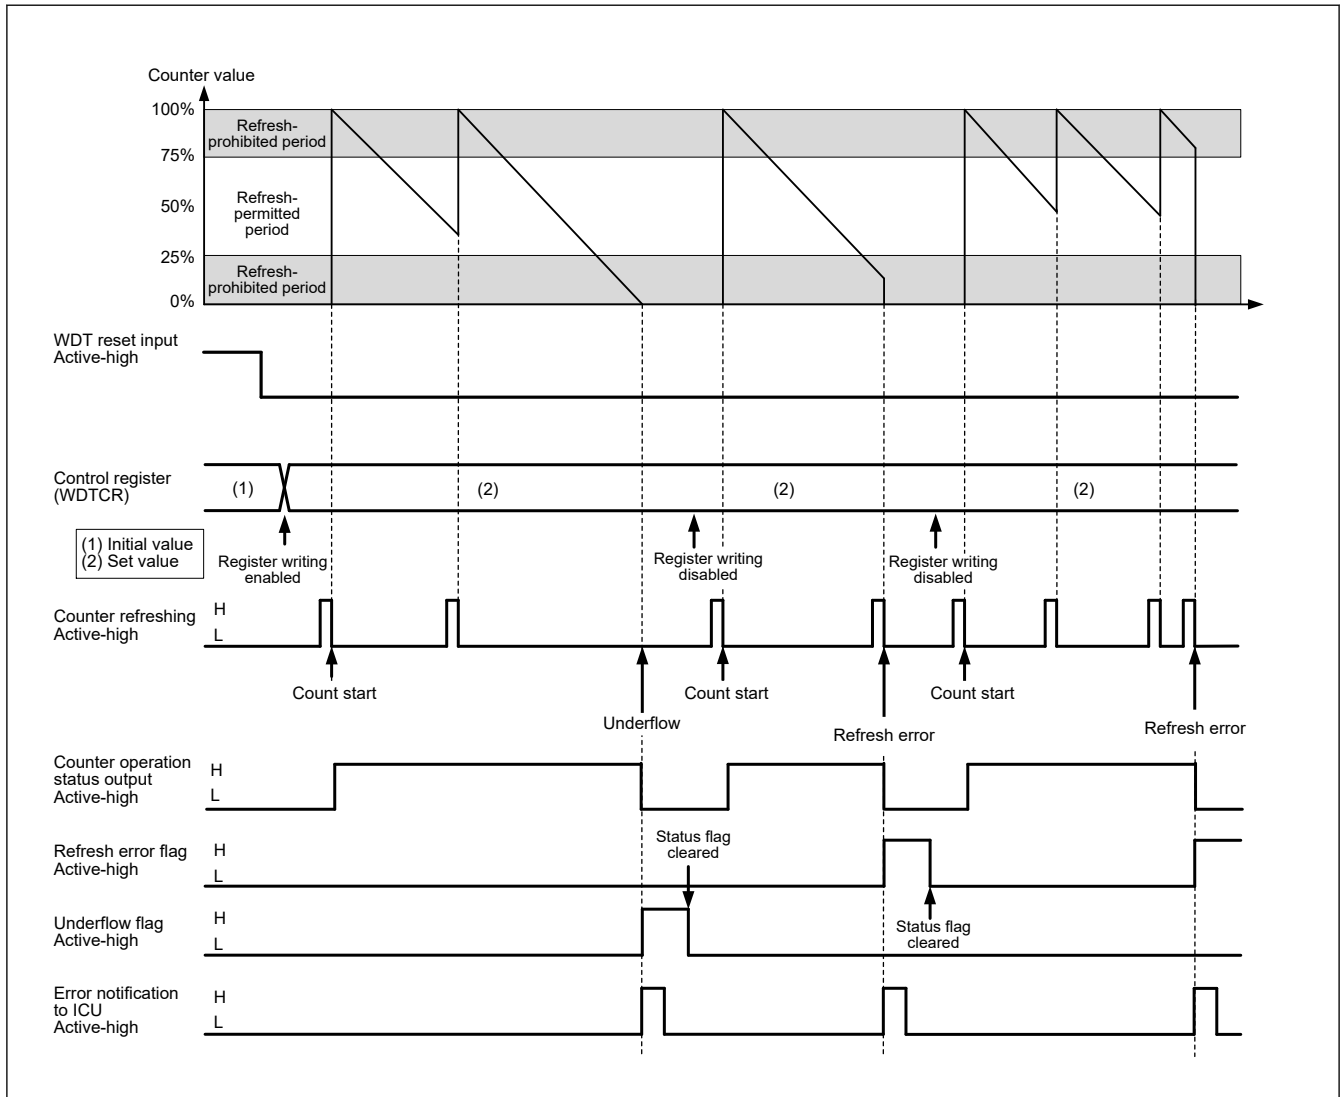 Counter value
100%
Refresh-
prohibited period
75%
Refresh-
permitted
period
50%
25%
Refresh-
prohibited period
0%
WDT reset input
Active-high
Control register
(WDTCR)
(1)
(2)
(2)
(2)
(1) Initial value
(2) Set value
Register writing
enabled
Register writing
disabled
Register writing
disabled
Counter refreshing
Active-high
H
L
Count start
Count start
Count start
Underflow
Refresh error
Refresh error
Counter operation
status output
Active-high
H
L
Status flag
cleared
Refresh error flag
Active-high
H
L
Status flag
cleared
Underflow flag
Active-high
H
L
Error notification
to ICU
Active-high
H
L